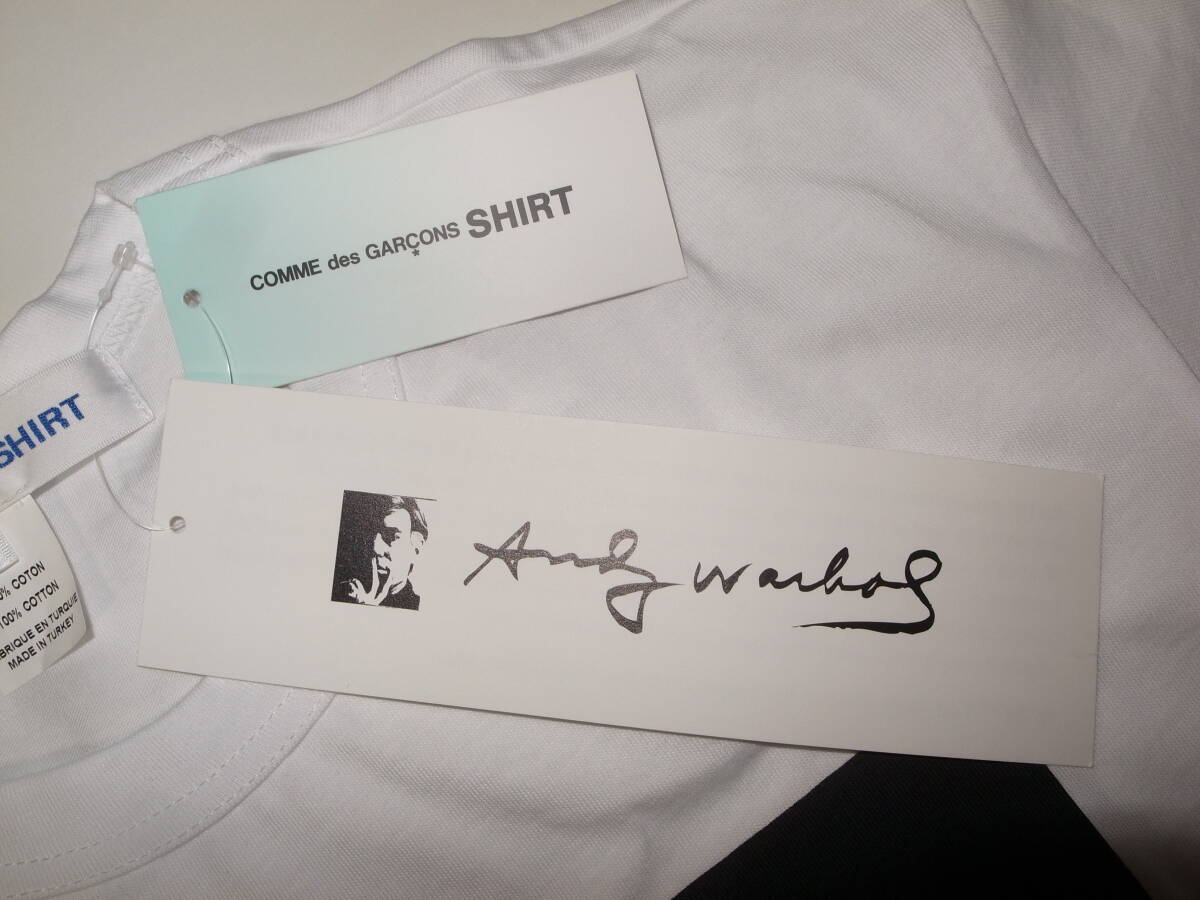 COMME des GARÇONS SHIRT
*
SHIRT
Andy Warhol
% COTON
100% COTTON
BRIQUE EN TURQUIE
MADE IN TURKEY